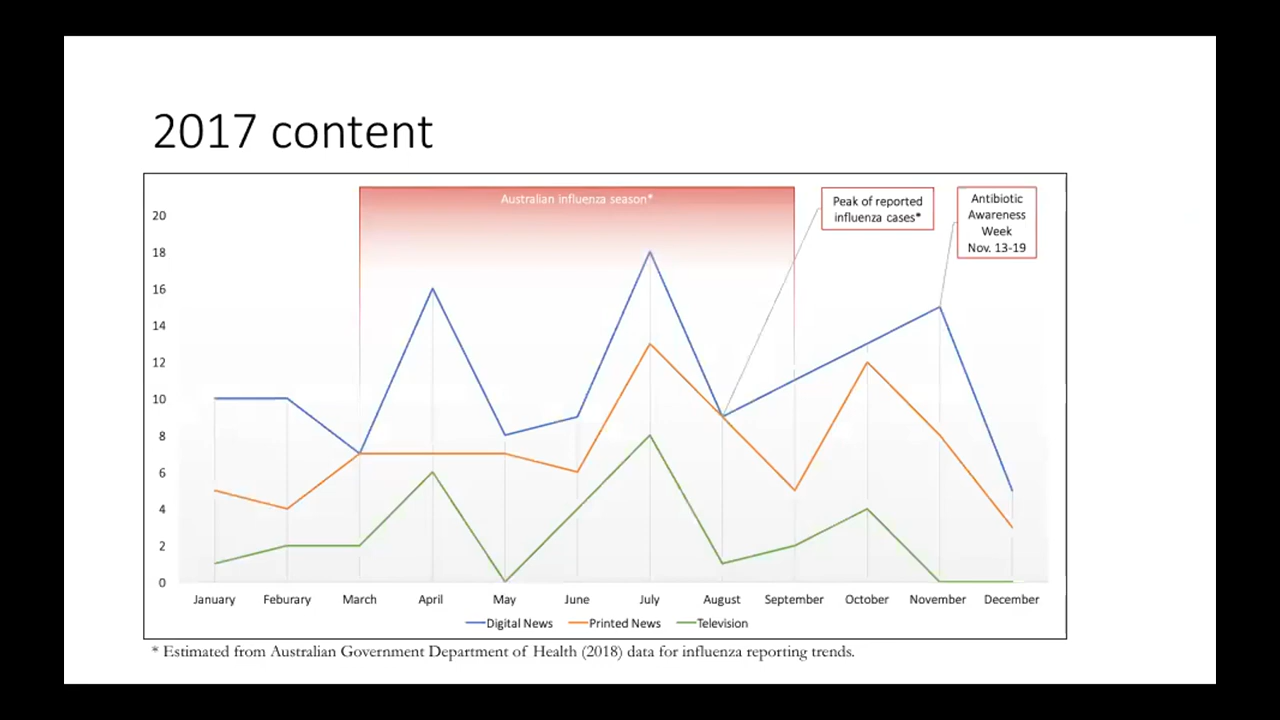 2017 content
Australian influenza season*
Peak of reported
influenza cases*
Antibiotic
Awareness
Week
Nov. 13-19
20
18
16
14
12
10
8
6
4
2
0
January Feburary March April May June July August September October November December
Digital News Printed News Television
* Estimated from Australian Government Department of Health (2018) data for influenza reporting trends.